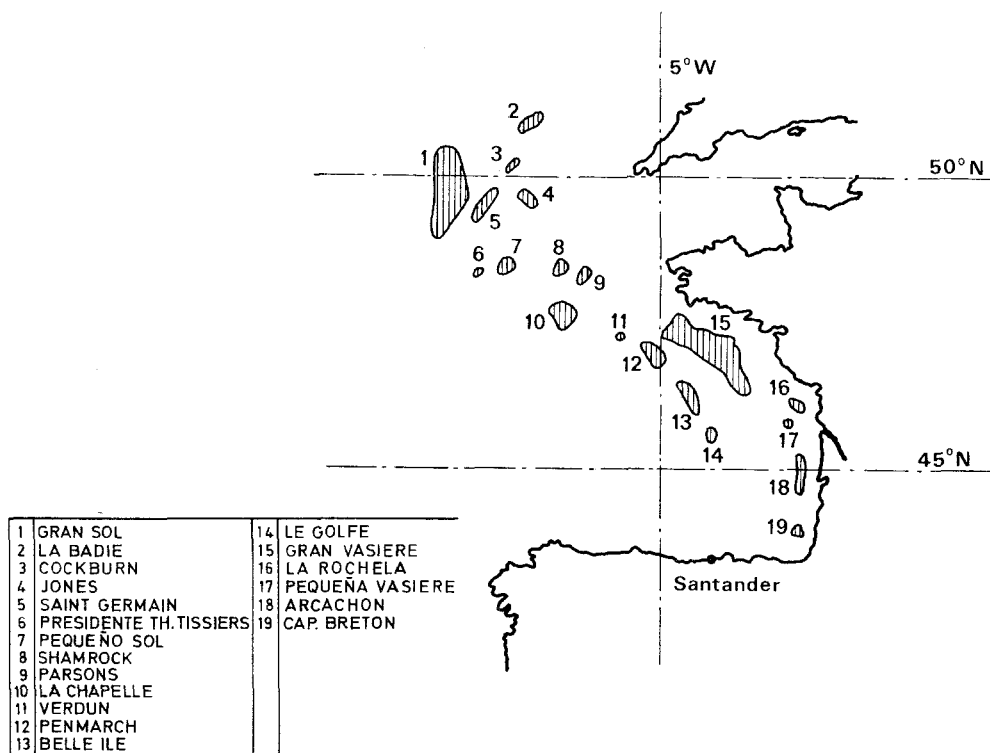 5°W
2
1
3
50°N
4
5
6
7
8
9
10
11
15
12
13
16
14
17
45°N
18
19
Santander
1 GRAN SOL
2 LA BADIE
3 COCKBURN
4 JONES
5 SAINT GERMAIN
6 PRESIDENTE TH. TISSIERS
7 PEQUEÑO SOL
8 SHAMROCK
9 PARSONS
10 LA CHAPELLE
11 VERDUN
12 PENMARCH
13 BELLE ILE
14 LE GOLFE
15 GRAN VASIERE
16 LA ROCHELA
17 PEQUEÑA VASIERE
18 ARCACHON
19 CAP. BRETON